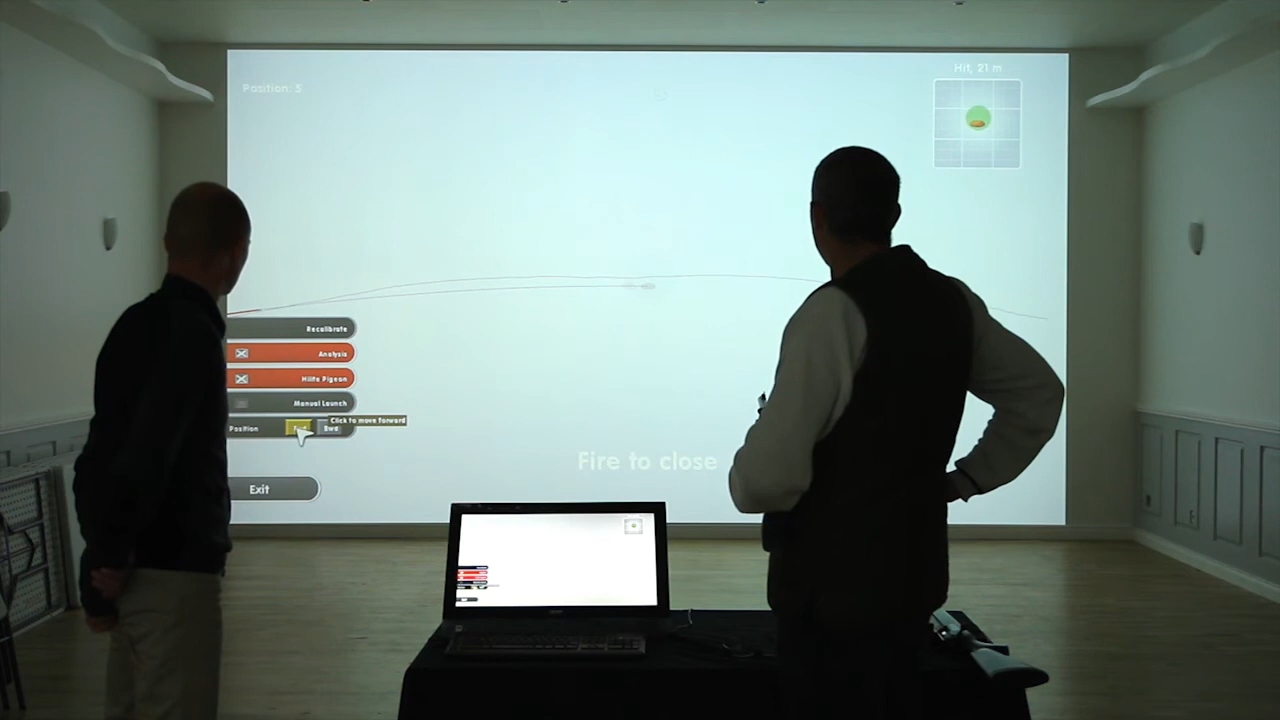 Hit, 21 m
Position: 5
Recalibrate
Analysis
Hilite Pigeon
Manual Launch
Click to move forward
Position Bwd
Exit
Fire to close